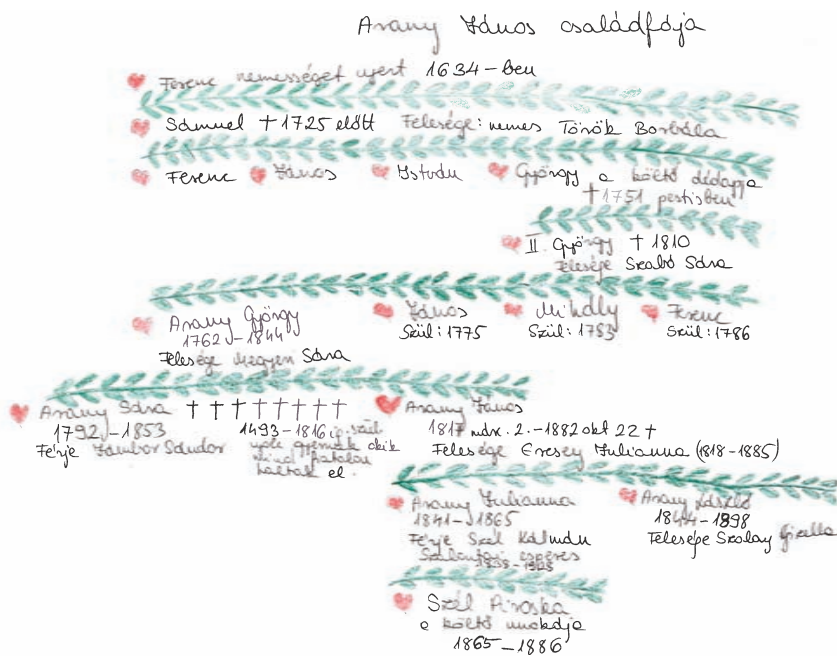 Arany János családfája
Ferenc nemességet nyert 1634-ben
Sámuel † 1725 előtt Felesége: nemes Török Borbála
Ferenc János István György a költő dédapja
† 1751 pestisben
II. György † 1810
Felesége Szabó Sára
Arany György János Mihály Ferenc
1762-1844 Szül: 1775 Szül: 1783 Szül: 1786
Felesége Megyeri Sára
Arany Sára † † † † † † † Arany János
1792-1853 1493-1816 ig szül. 1817 márc. 2.-1882 okt 22 †
Férje Jámbor Sándor gyermek akik Felesége Ercsey Julianna (1818-1885)
mind fiatalon
haltak el.
Arany Julianna Arany László
1841-1865 1844-1898
Férje Szél Kálmán Felesége Szalay Gizella
Szalontai esperes
Szél Piroska
a költő unokája
1865-1886